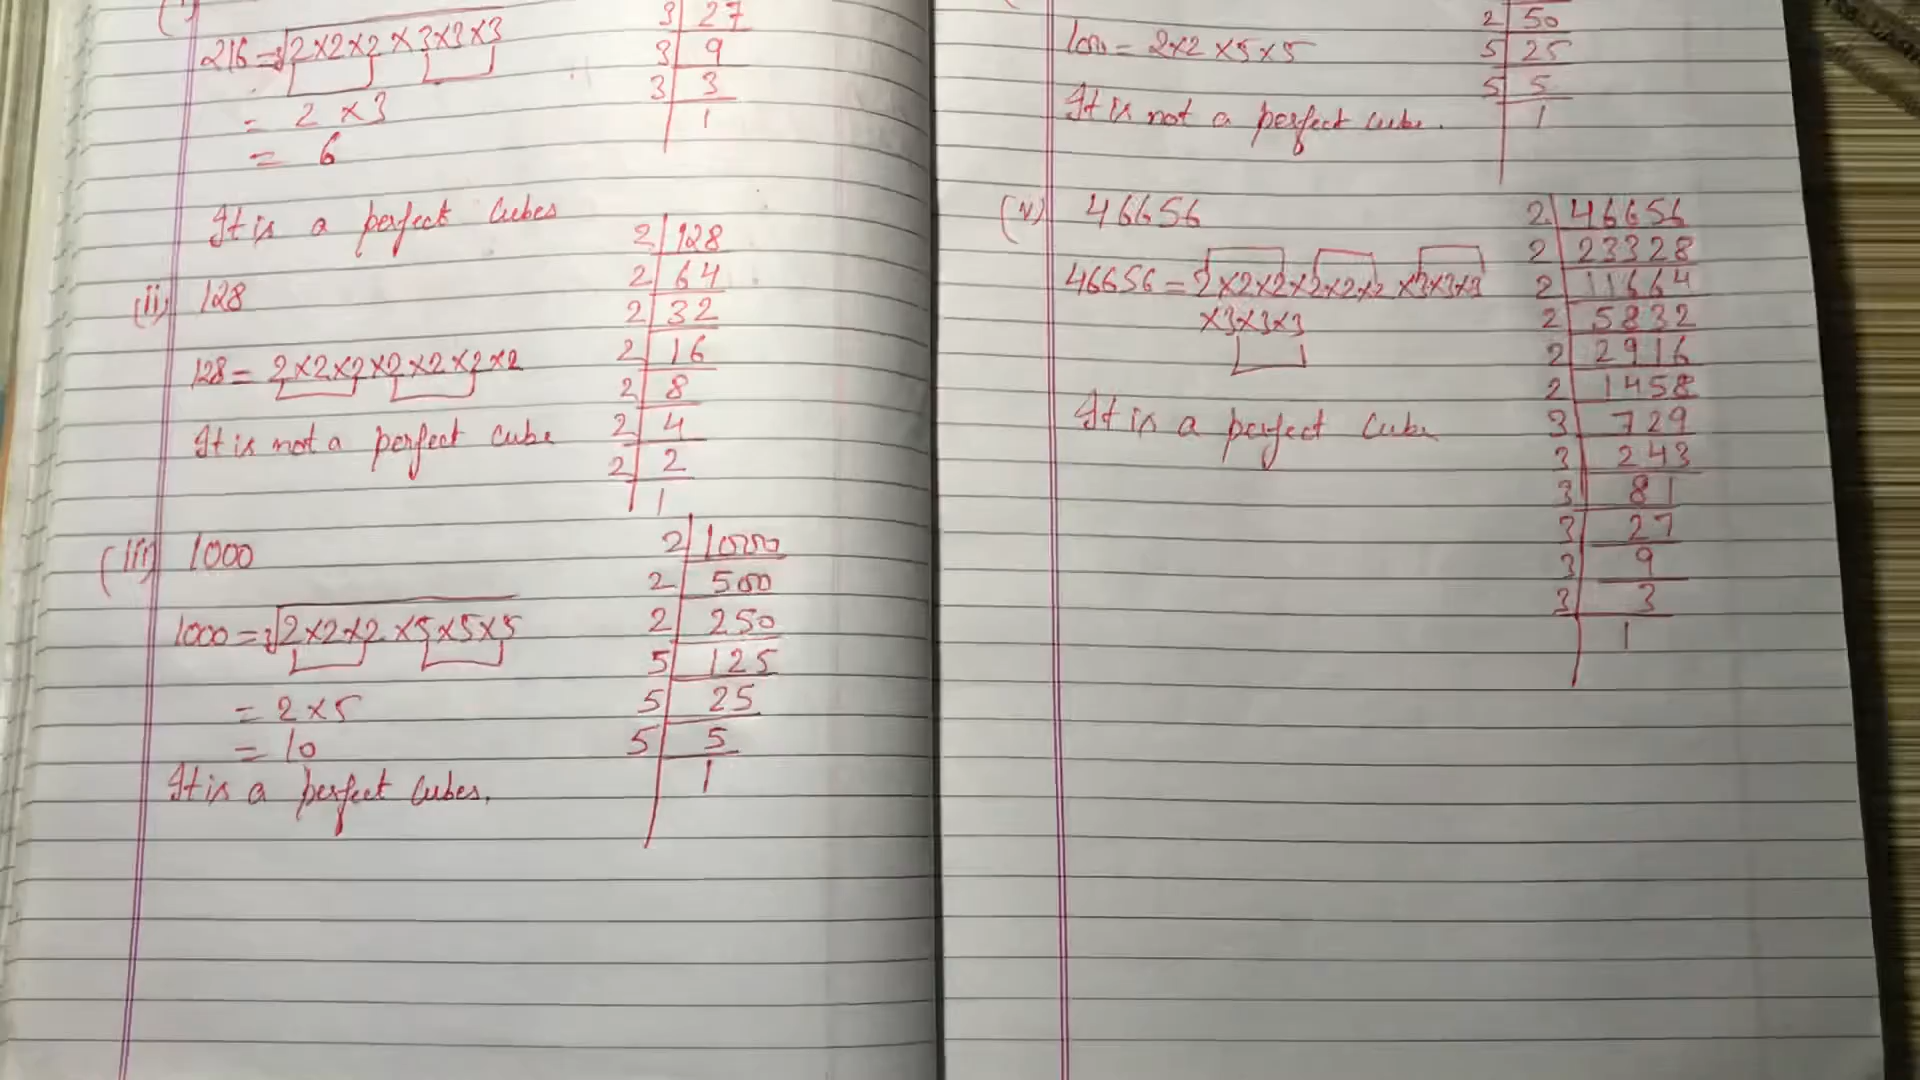 (i)
216 = ∛2×2×2 × 3×3×3
= 2 × 3
= 6
It is a perfect Cubes
3 27
3 9
3 3
1
(ii) 128
128 = 2×2×2×2×2×2×2
It is not a perfect cube
2 128
2 64
2 32
2 16
2 8
2 4
2 2
1
(iii) 1000
1000 = ∛2×2×2 ×5×5×5
= 2×5
= 10
It is a perfect Cubes.
2 1000
2 500
2 250
5 125
5 25
5 5
1
100 = 2×2 ×5×5
It is not a perfect cube.
2 50
5 25
5 5
1
(v) 46656
46656 = 2×2×2×2×2×2 ×3×3×3
×3×3×3
It is a perfect Cube
2 46656
2 23328
2 11664
2 5832
2 2916
2 1458
3 729
3 243
3 81
3 27
3 9
3 3
1